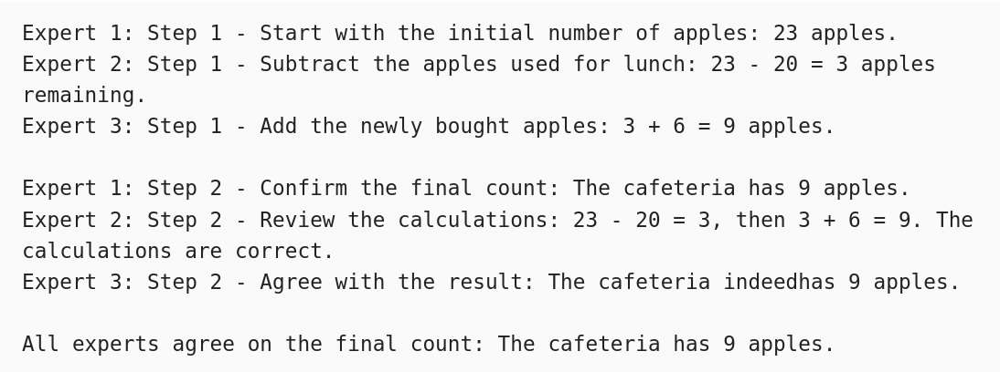 Expert 1: Step 1 - Start with the initial number of apples: 23 apples.
Expert 2: Step 1 - Subtract the apples used for lunch: 23 - 20 = 3 apples
remaining.
Expert 3: Step 1 - Add the newly bought apples: 3 + 6 = 9 apples.

Expert 1: Step 2 - Confirm the final count: The cafeteria has 9 apples.
Expert 2: Step 2 - Review the calculations: 23 - 20 = 3, then 3 + 6 = 9. The
calculations are correct.
Expert 3: Step 2 - Agree with the result: The cafeteria indeedhas 9 apples.

All experts agree on the final count: The cafeteria has 9 apples.